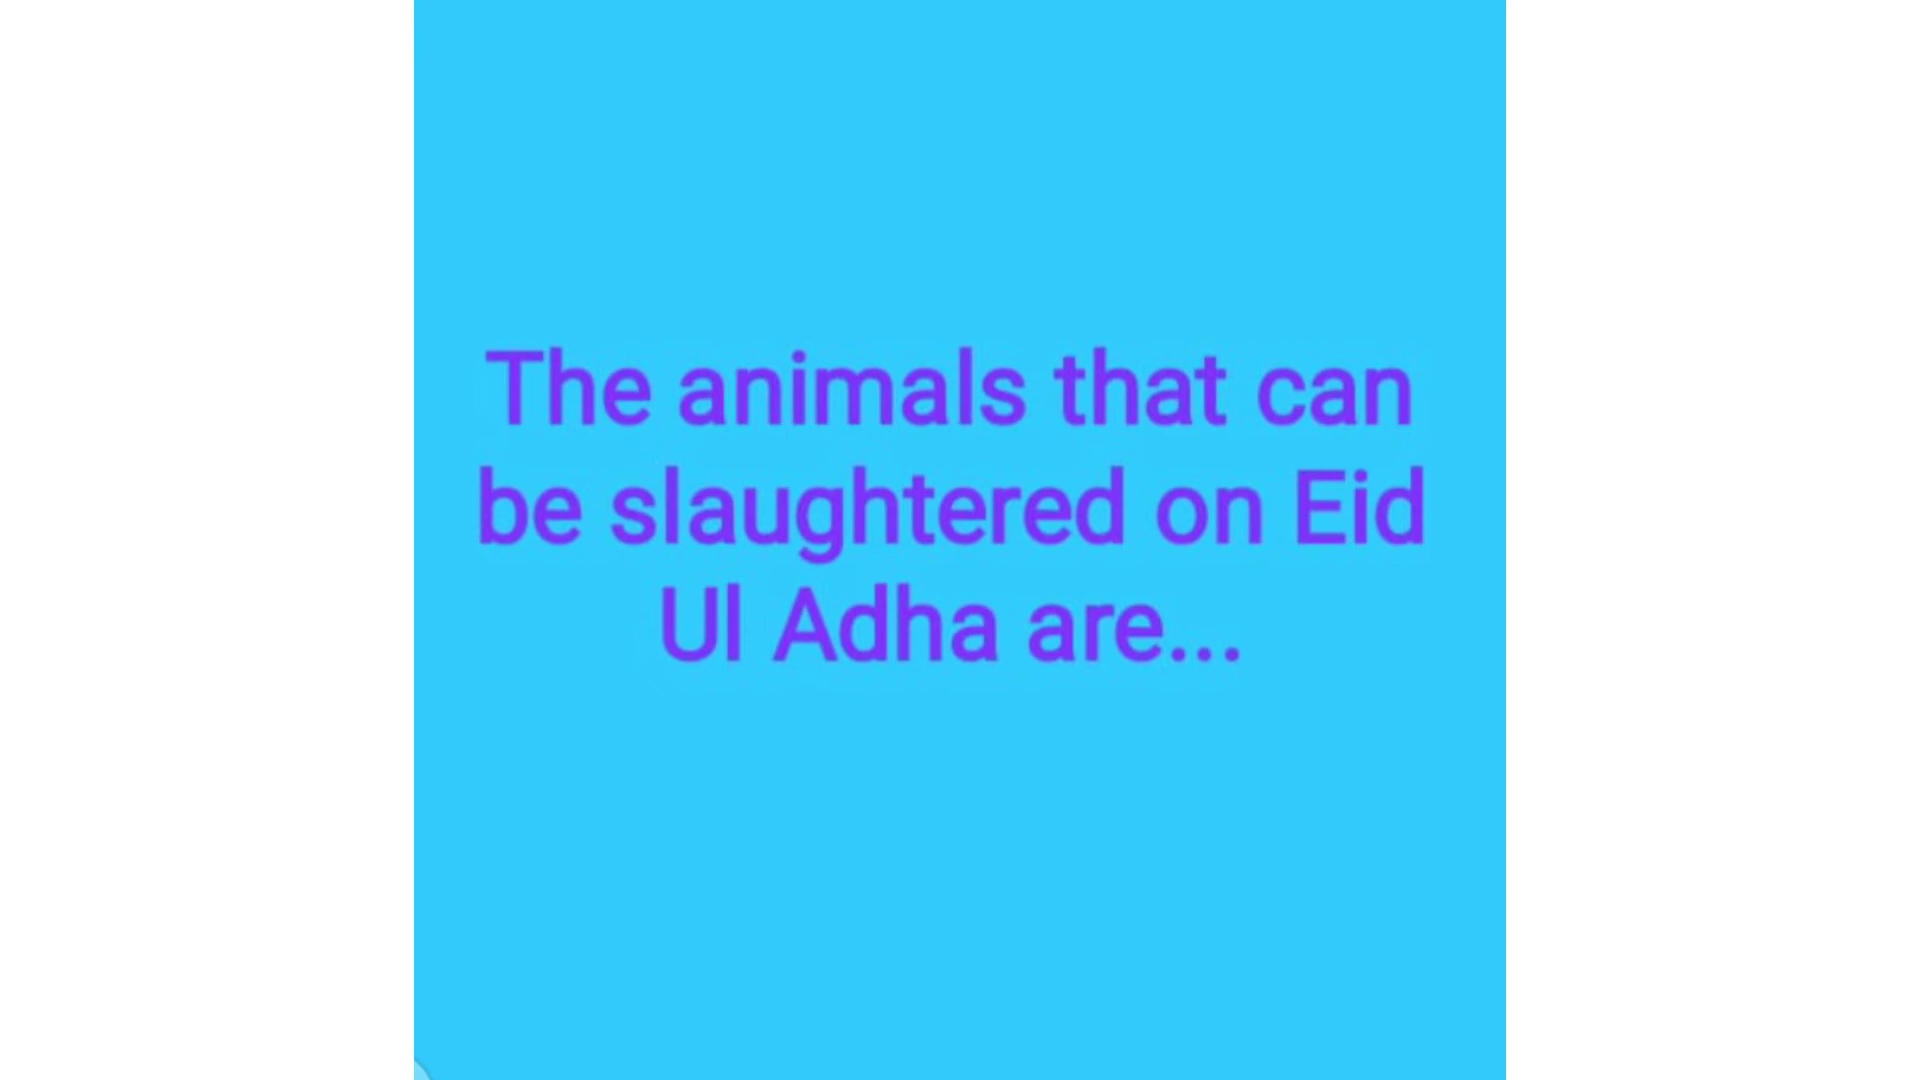 The animals that can
be slaughtered on Eid
Ul Adha are...